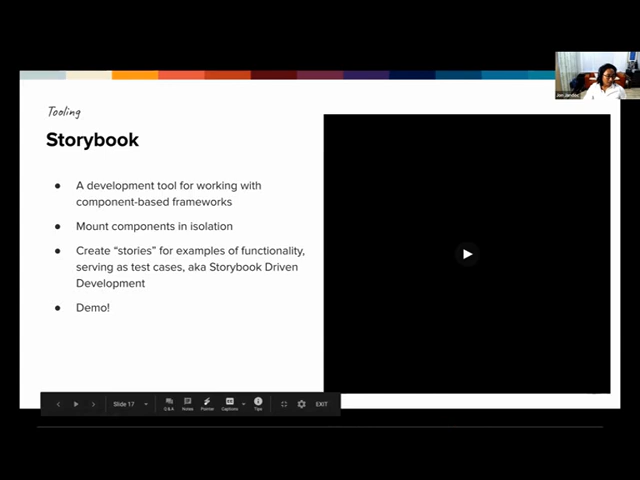 Tooling
Storybook
● A development tool for working with
component-based frameworks
● Mount components in isolation
● Create “stories” for examples of functionality,
serving as test cases, aka Storybook Driven
Development
● Demo!
Slide 17
Q&A
Notes
Pointer
Captions
Tips
EXIT